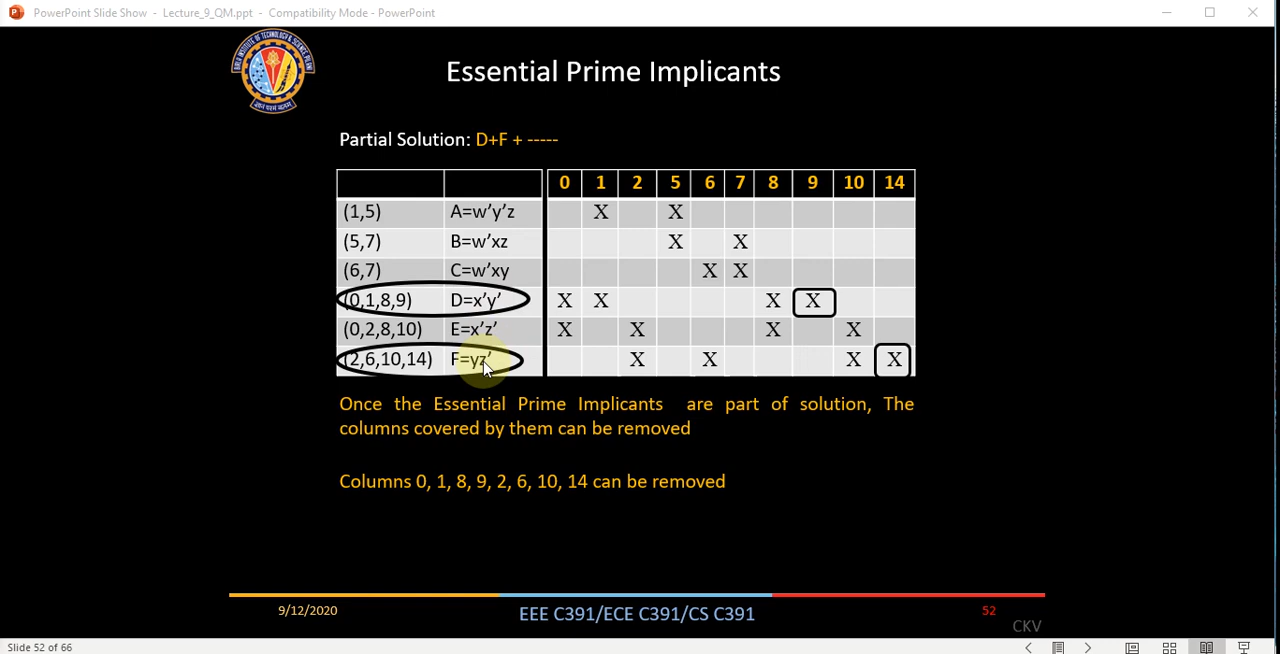 PowerPoint Slide Show - Lecture_9_QM.ppt - Compatibility Mode - PowerPoint
Essential Prime Implicants
Partial Solution: D+F + -----
0 1 2 5 6 7 8 9 10 14
(1,5) A=w'y'z X X
(5,7) B=w'xz X X
(6,7) C=w'xy X X
(0,1,8,9) D=x'y' X X X X
(0,2,8,10) E=x'z' X X X X
(2,6,10,14) F=yz' X X X X
Once the Essential Prime Implicants are part of solution, The
columns covered by them can be removed
Columns 0, 1, 8, 9, 2, 6, 10, 14 can be removed
9/12/2020
EEE C391/ECE C391/CS C391
52
CKV
Slide 52 of 66